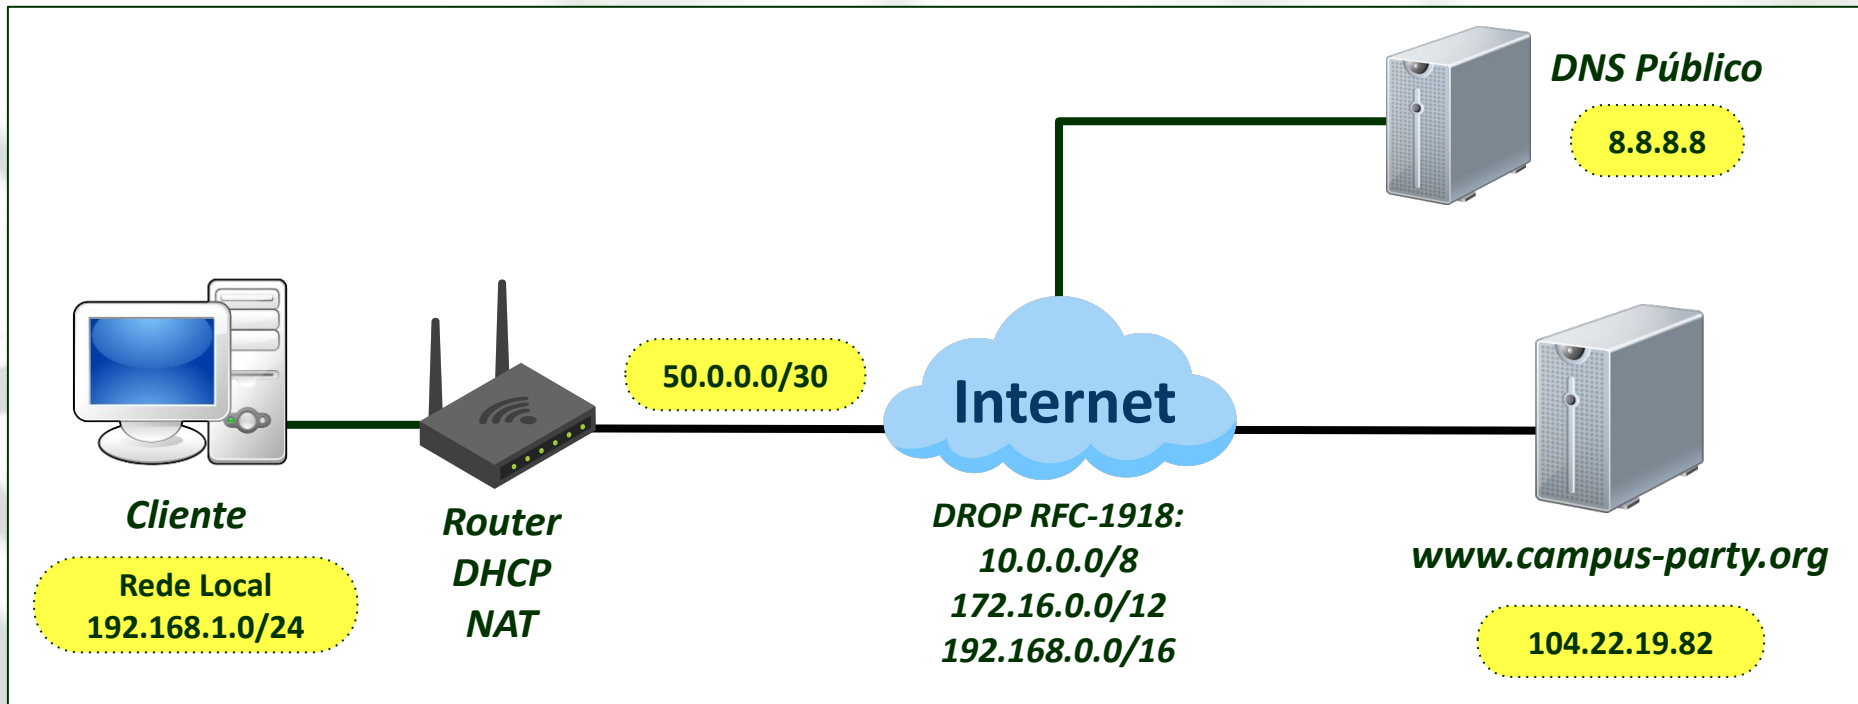 DNS Público
8.8.8.8
50.0.0.0/30
Internet
Cliente
Rede Local
192.168.1.0/24
Router
DHCP
NAT
DROP RFC-1918:
10.0.0.0/8
172.16.0.0/12
192.168.0.0/16
www.campus-party.org
104.22.19.82